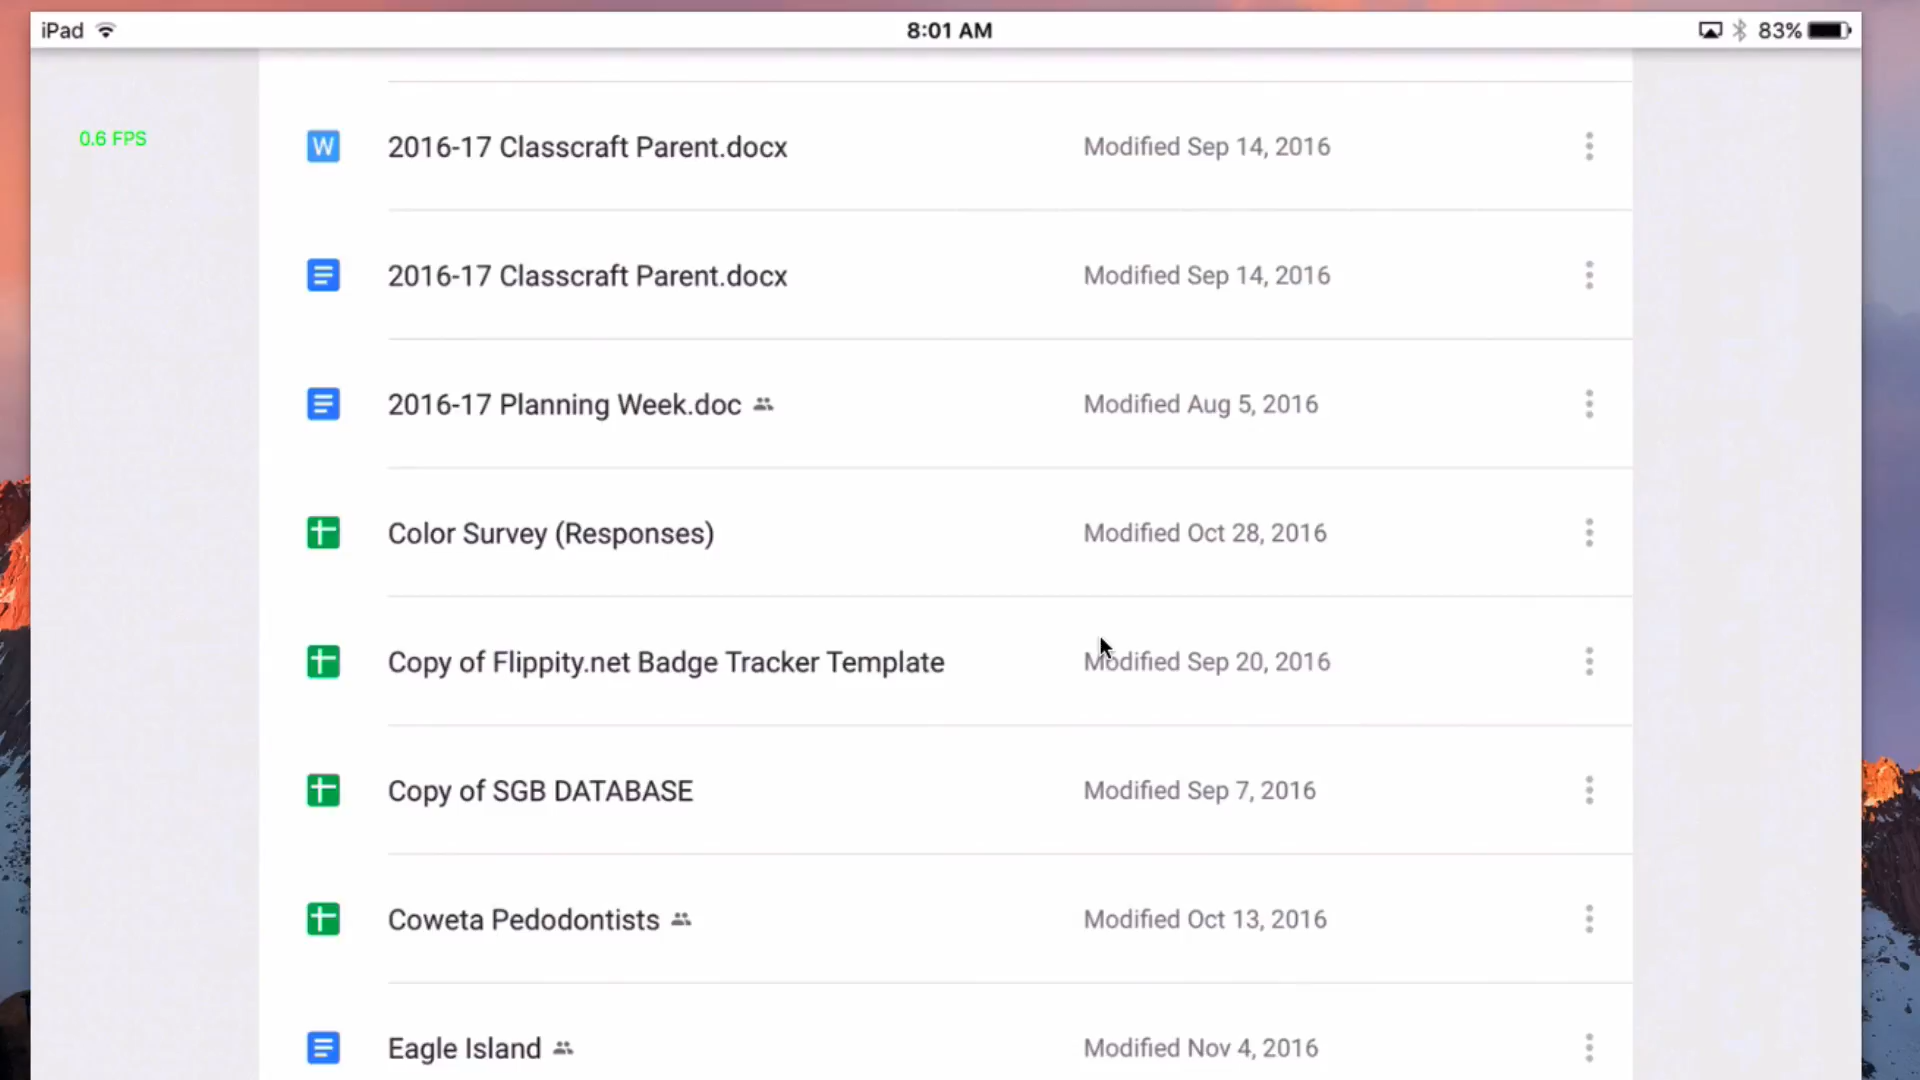 iPad 8:01 AM 83%
0.6 FPS
W 2016-17 Classcraft Parent.docx Modified Sep 14, 2016
2016-17 Classcraft Parent.docx Modified Sep 14, 2016
2016-17 Planning Week.doc Modified Aug 5, 2016
Color Survey (Responses) Modified Oct 28, 2016
Copy of Flippity.net Badge Tracker Template Modified Sep 20, 2016
Copy of SGB DATABASE Modified Sep 7, 2016
Coweta Pedodontists Modified Oct 13, 2016
Eagle Island Modified Nov 4, 2016